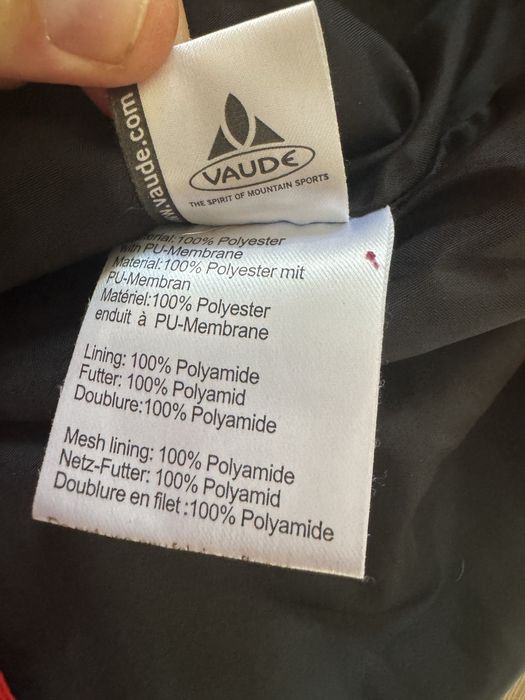 w.vaude.com
VAUDE
THE SPIRIT OF MOUNTAIN SPORTS
100% Polyester
with PU-Membrane
Material:100% Polyester mit
PU-Membran
Matériel:100% Polyester
enduit à PU-Membrane
Lining: 100% Polyamide
Futter: 100% Polyamid
Doublure:100% Polyamide
Mesh lining: 100% Polyamide
Netz-Futter: 100% Polyamid
Doublure en filet:100% Polyamide